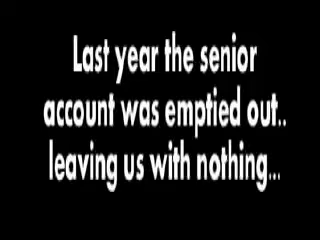 Last year the senior
account was emptied out..
leaving us with nothing...